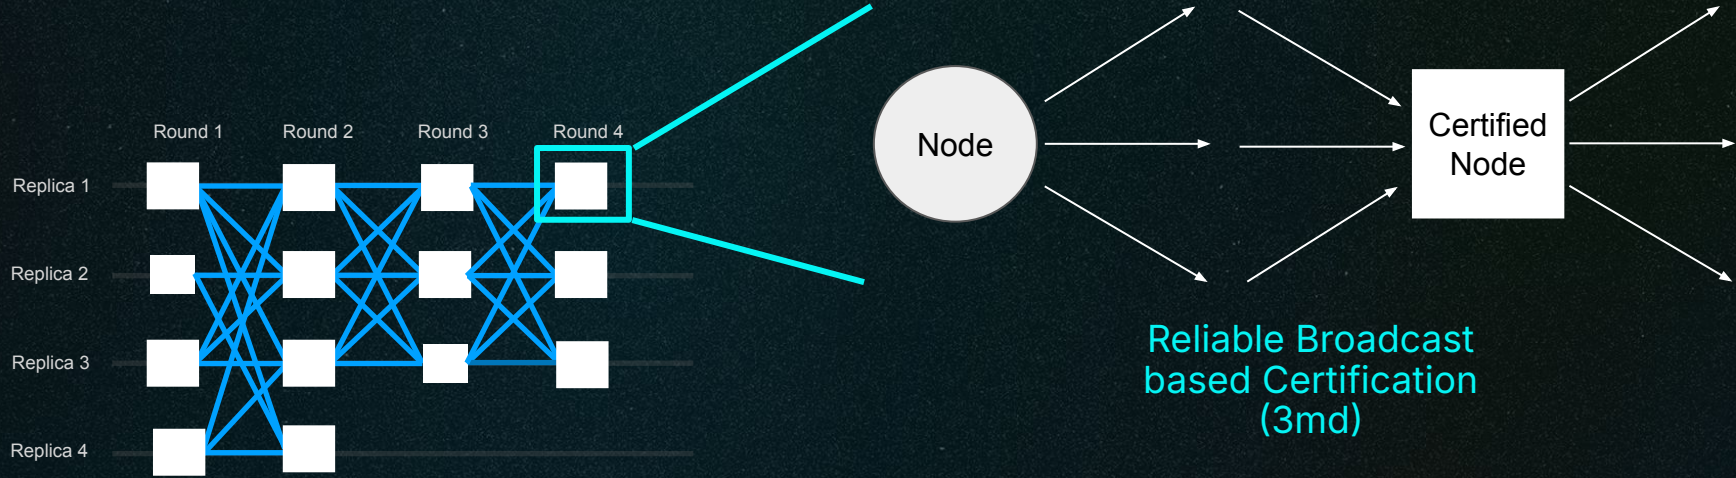 Round 1
Round 2
Round 3
Round 4
Replica 1
Replica 2
Replica 3
Replica 4
Node
Certified
Node
Reliable Broadcast
based Certification
(3md)